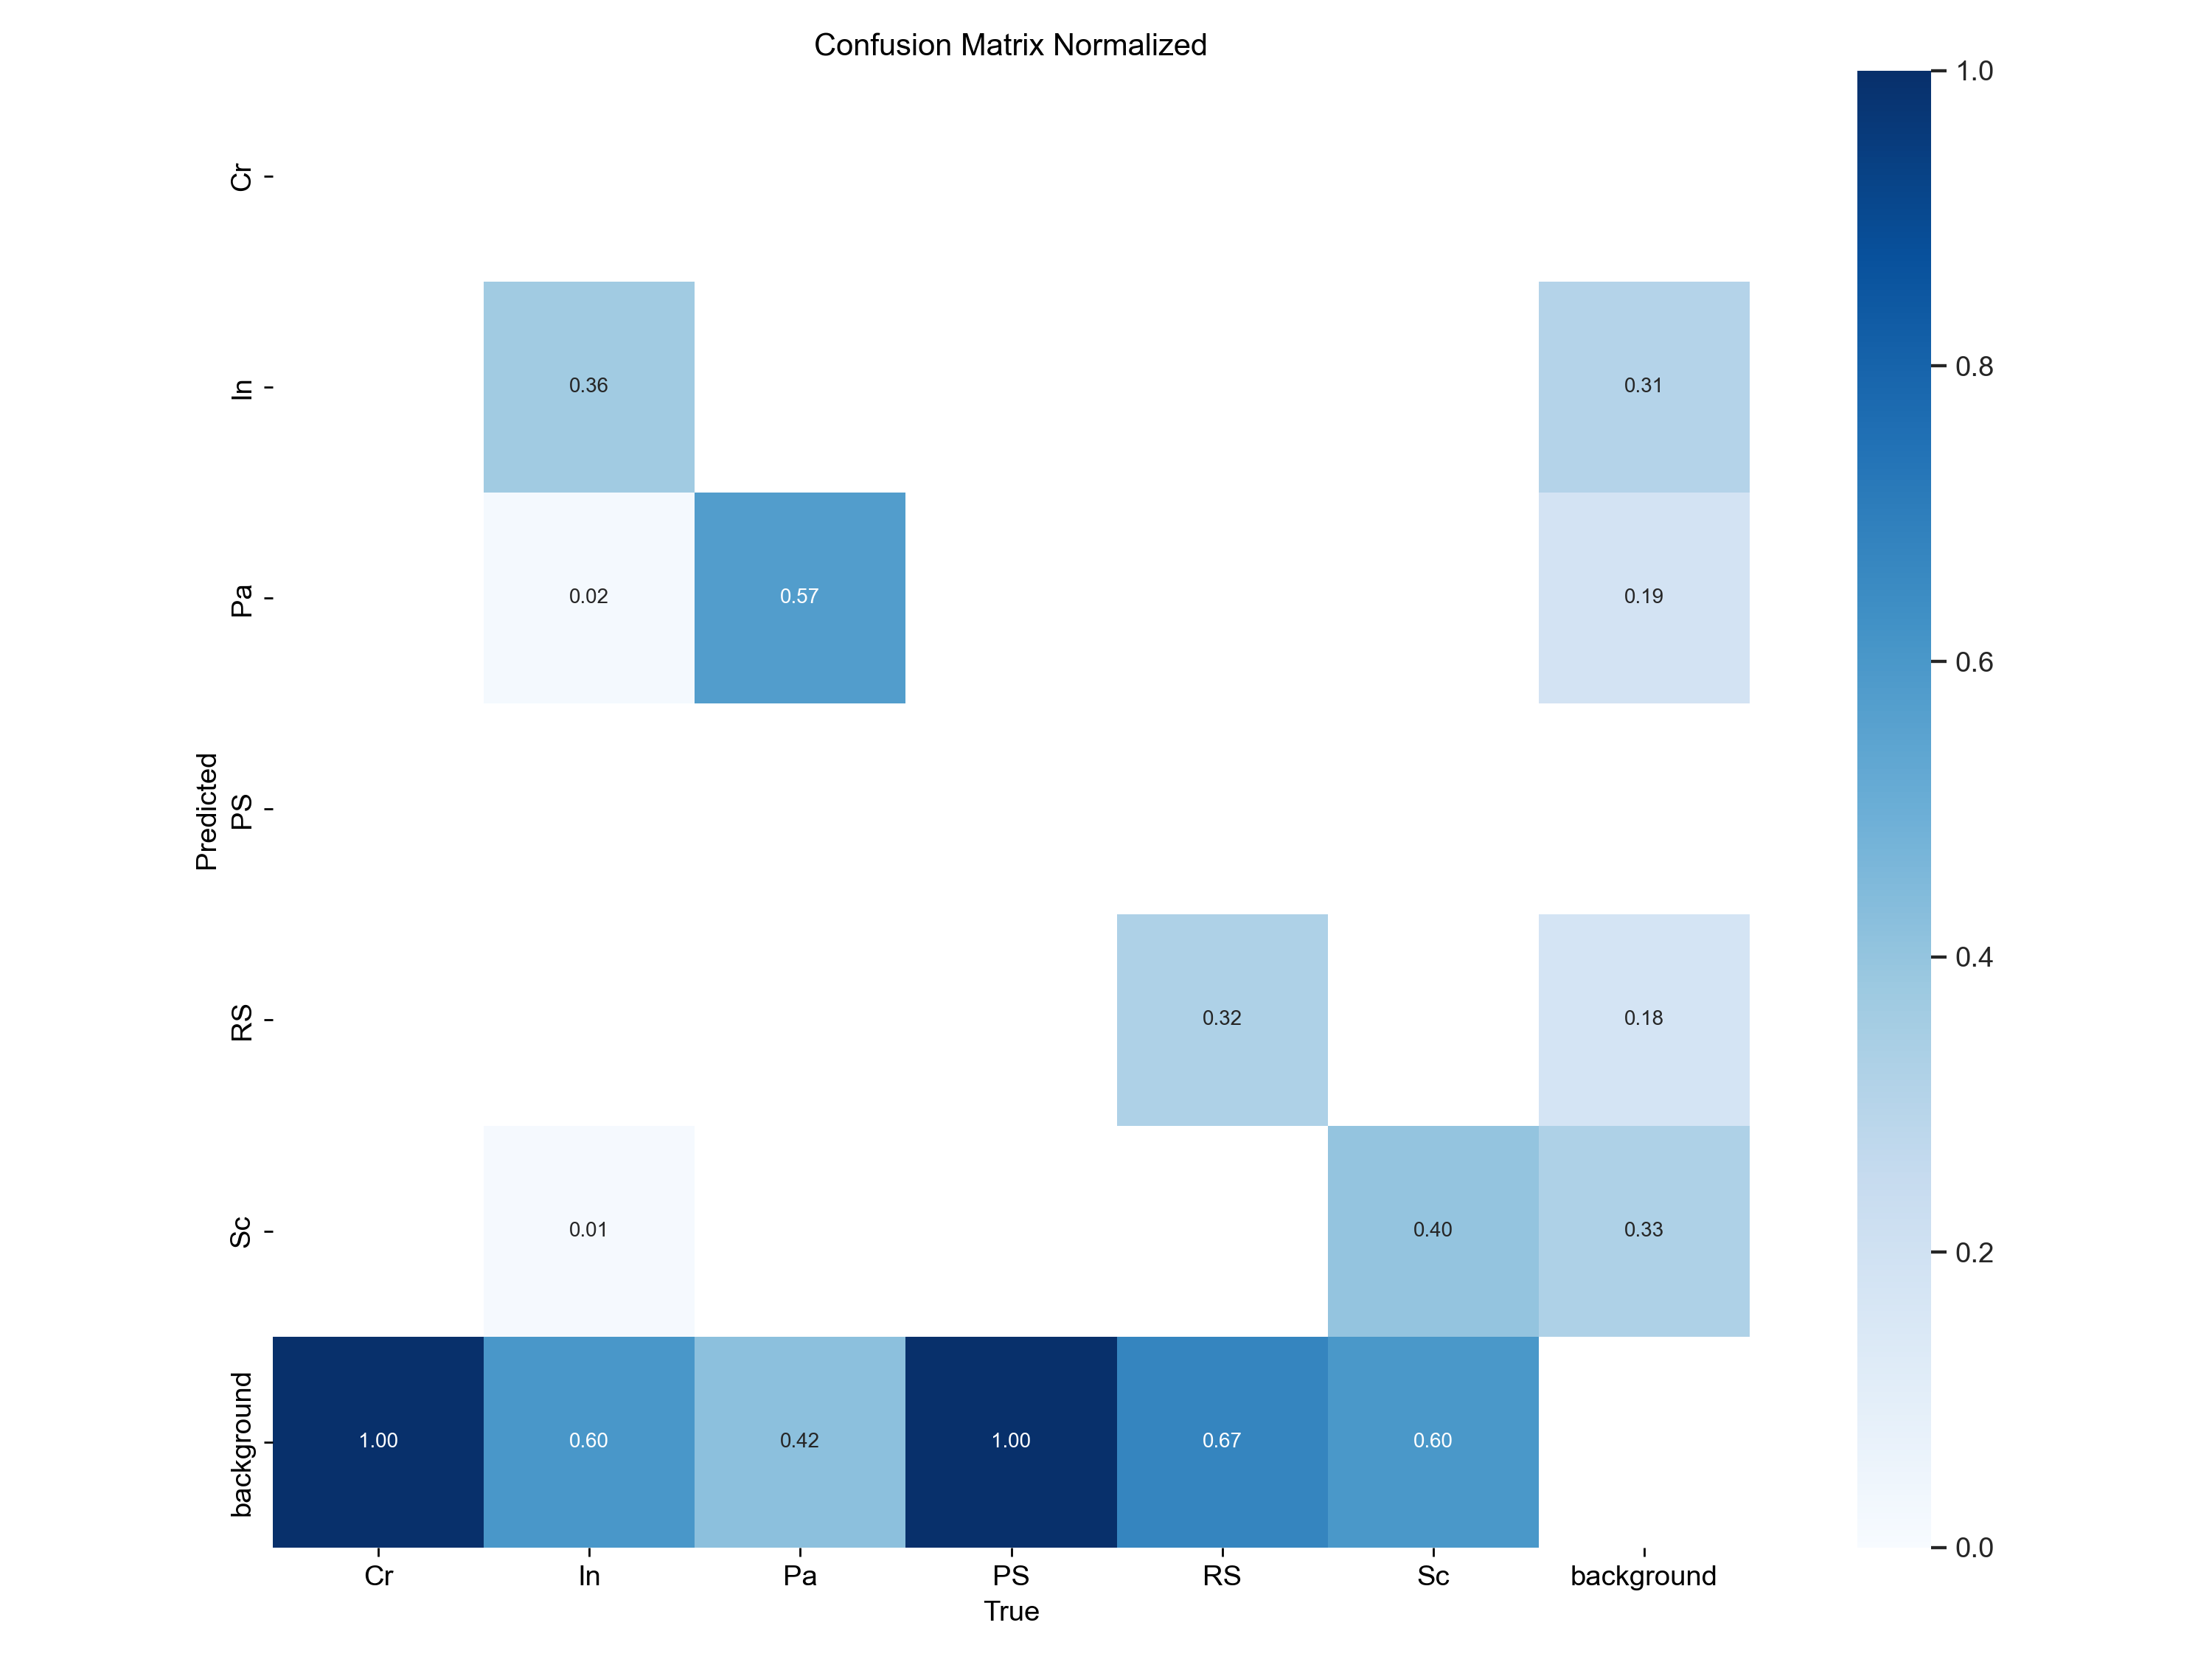 Confusion Matrix Normalized
1.0
Cr
0.8
In
0.36
0.31
Pa
0.02
0.57
0.19
0.6
Predicted
PS
0.4
RS
0.32
0.18
Sc
0.01
0.40
0.33
0.2
background
1.00
0.60
0.42
1.00
0.67
0.60
0.0
Cr In Pa PS RS Sc background
True